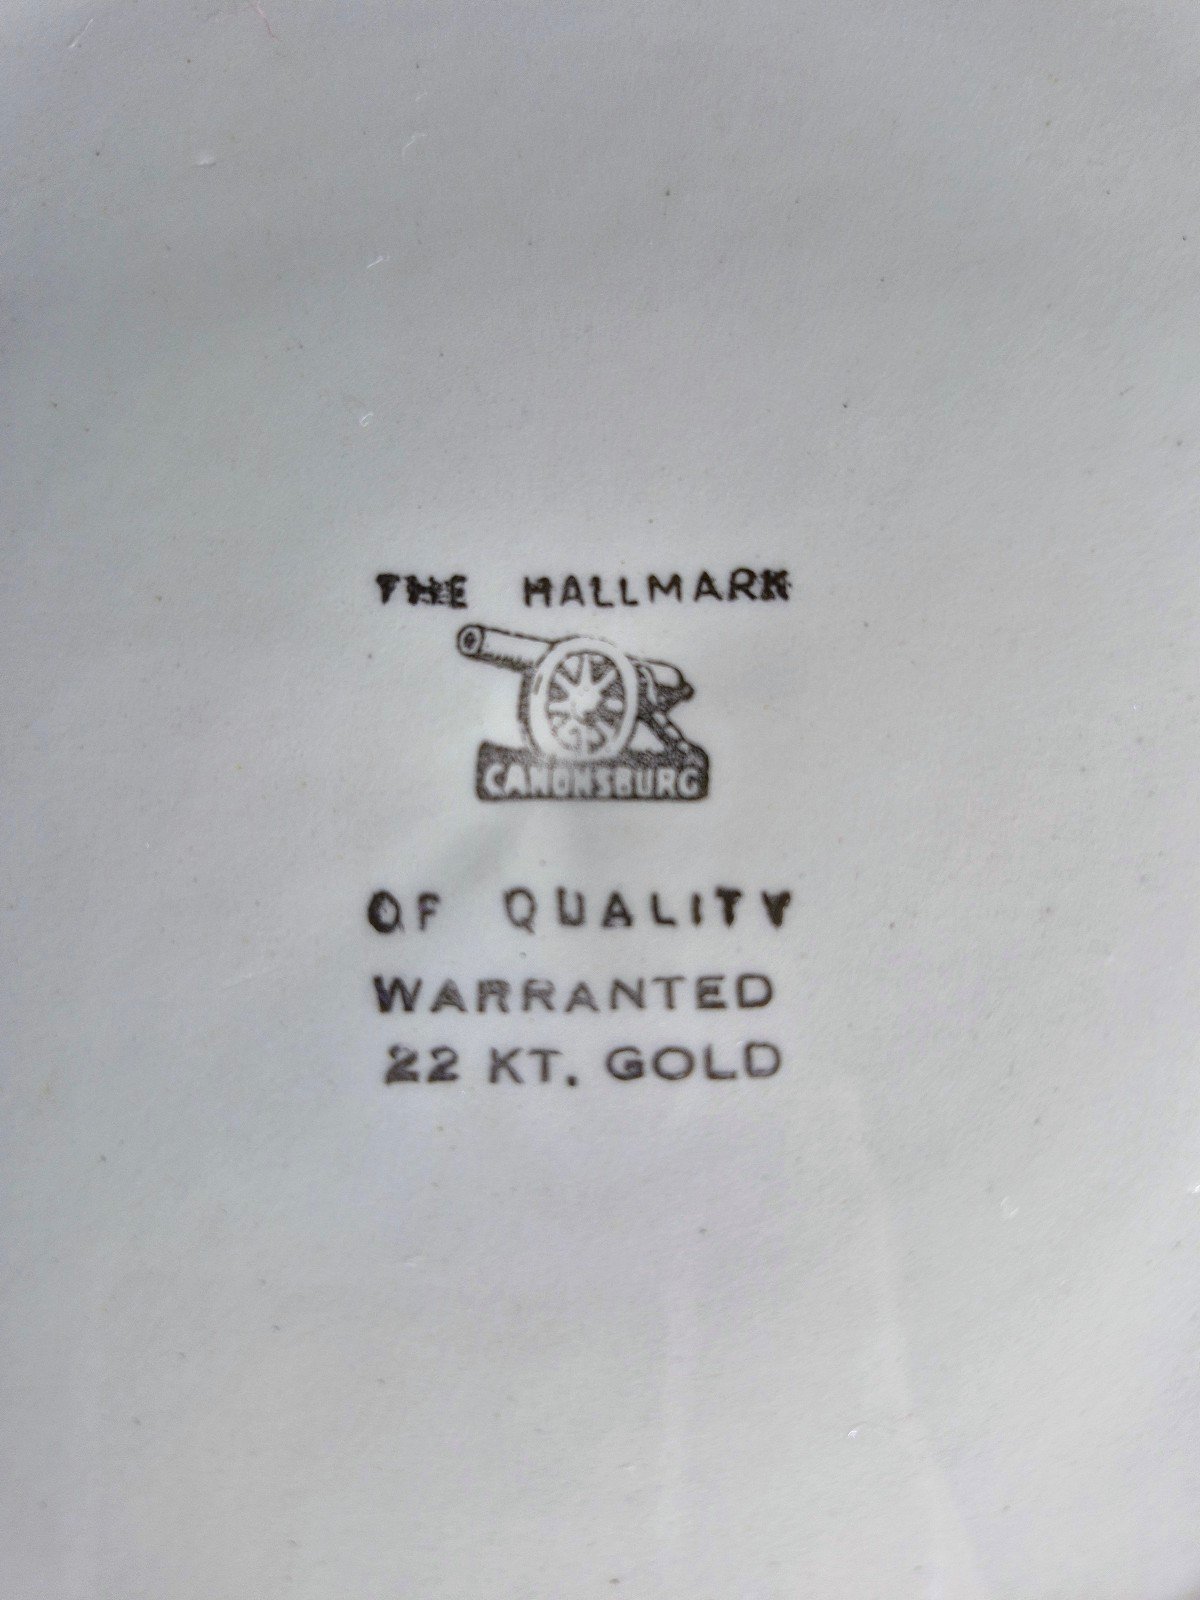 THE HALLMARK
CANONSBURG
OF QUALITY
WARRANTED
22 KT. GOLD